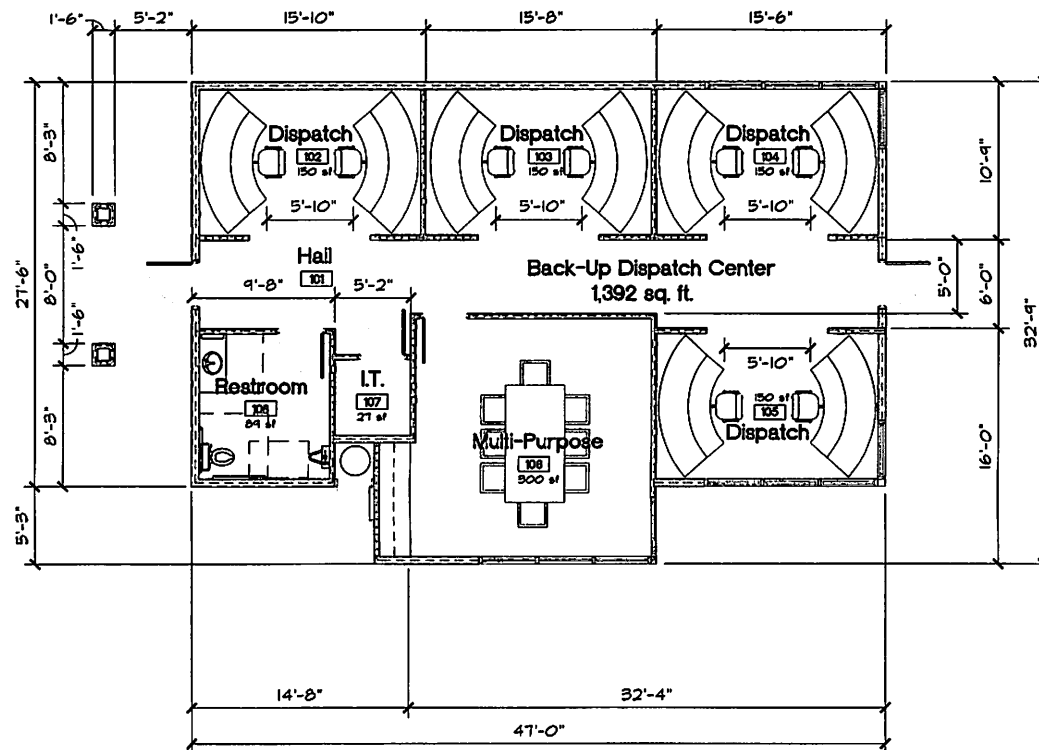 1'-6" 5'-2" 15'-10" 15'-8" 15'-6"
8'-3"
1'-6"
8'-0"
1'-6"
8'-3"
27'-6"
5'-3"
Dispatch
102
150 sf
5'-10"
Dispatch
103
150 sf
5'-10"
Dispatch
104
150 sf
5'-10"
Hall
101
9'-8" 5'-2"
Back-Up Dispatch Center
1,392 sq. ft.
5'-0"
10'-9"
6'-0"
16'-0"
32'-9"
Restroom
106
89 sf
I.T.
107
27 sf
Multi-Purpose
108
300 sf
5'-10"
150 sf
105
Dispatch
14'-8" 32'-4"
47'-0"